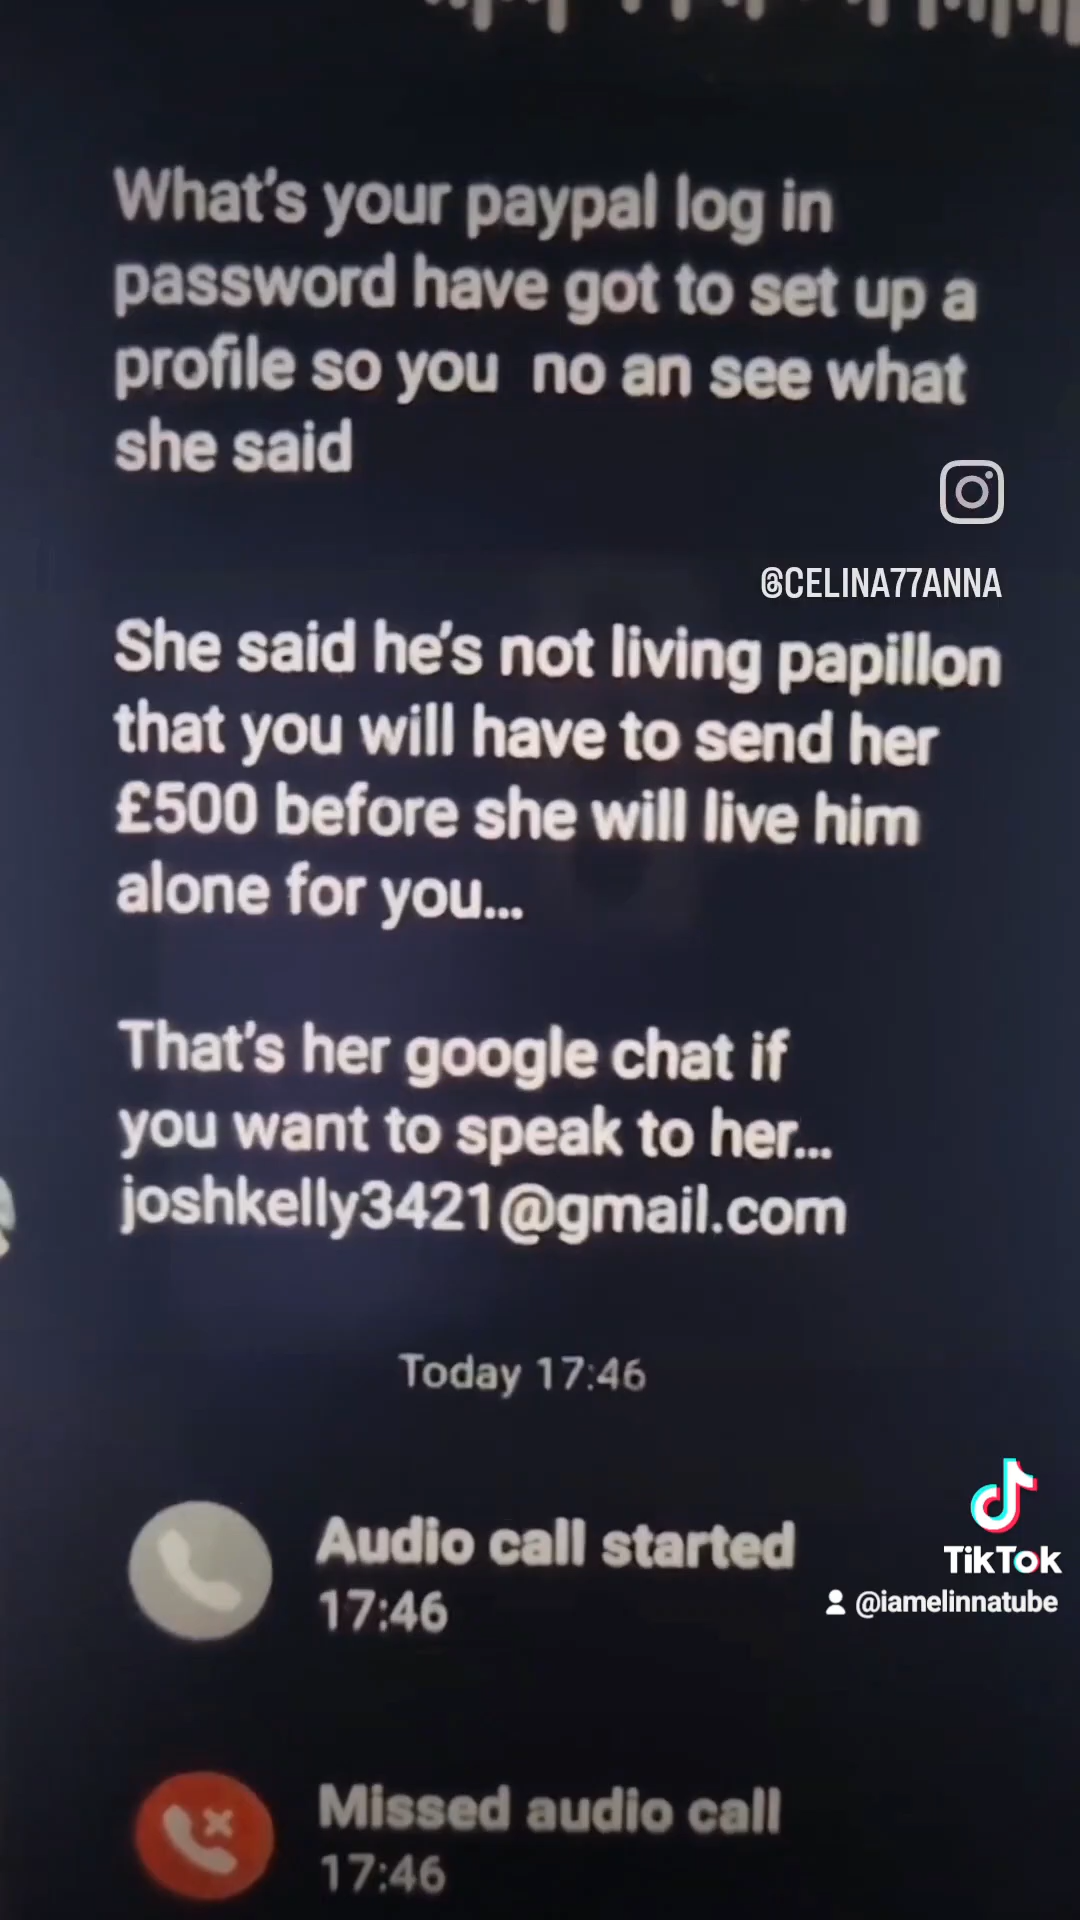 What's your paypal log in
password have got to set up a
profile so you no an see what
she said
@CELINA77ANNA
She said he's not living papillon
that you will have to send her
£500 before she will live him
alone for you...
That's her google chat if
you want to speak to her...
joshkelly3421@gmail.com
Today 17:46
Audio call started
17:46
TikTok
@iamelinnatube
Missed audio call
17:46